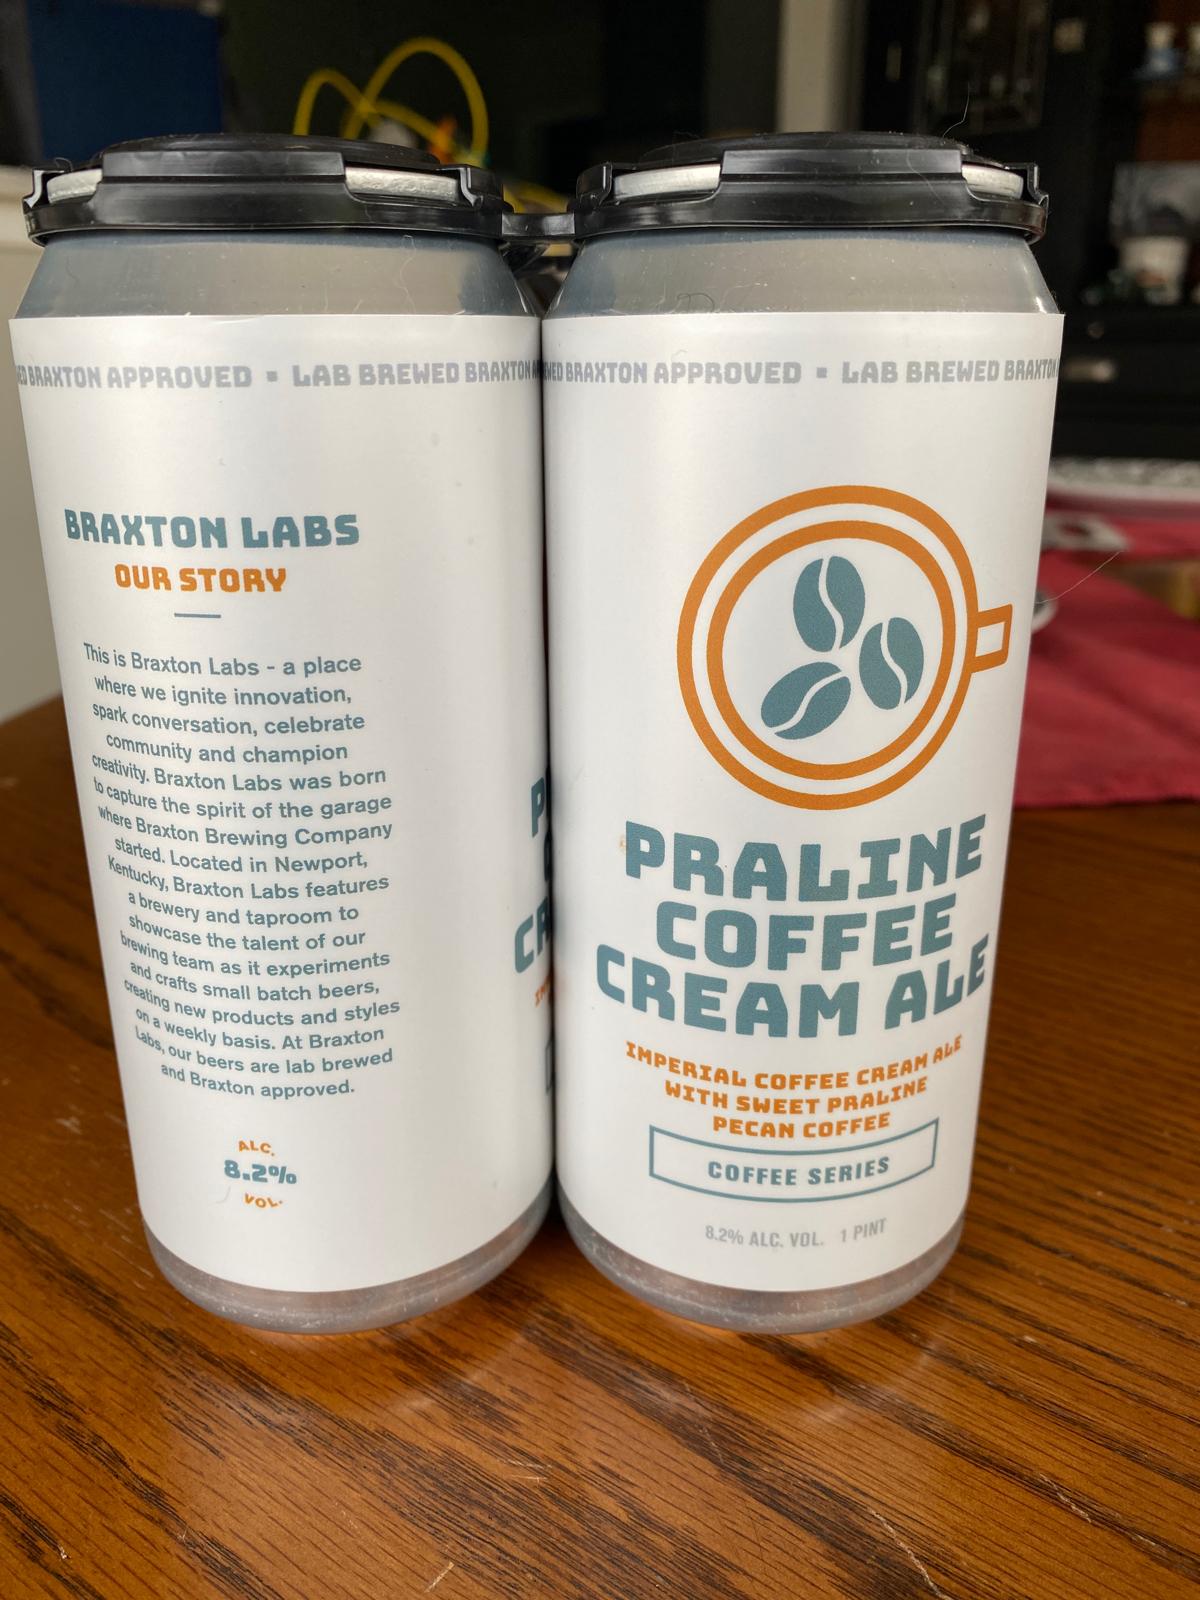 BRAXTON APPROVED ▪ LAB BREWED BRAXTON
BRAXTON LABS
OUR STORY
This is Braxton Labs - a place
where we ignite innovation,
spark conversation, celebrate
community and champion
creativity. Braxton Labs was born
to capture the spirit of the garage
where Braxton Brewing Company
started. Located in Newport,
Kentucky, Braxton Labs features
a brewery and taproom to
showcase the talent of our
brewing team as it experiments
and crafts small batch beers,
creating new products and styles
on a weekly basis. At Braxton
Labs, our beers are lab brewed
and Braxton approved.
ALC.
8.2%
VOL.
BRAXTON APPROVED ▪ LAB BREWED BRAXTON
PRALINE
COFFEE
CREAM ALE
IMPERIAL COFFEE CREAM ALE
WITH SWEET PRALINE
PECAN COFFEE
COFFEE SERIES
8.2% ALC. VOL. 1 PINT